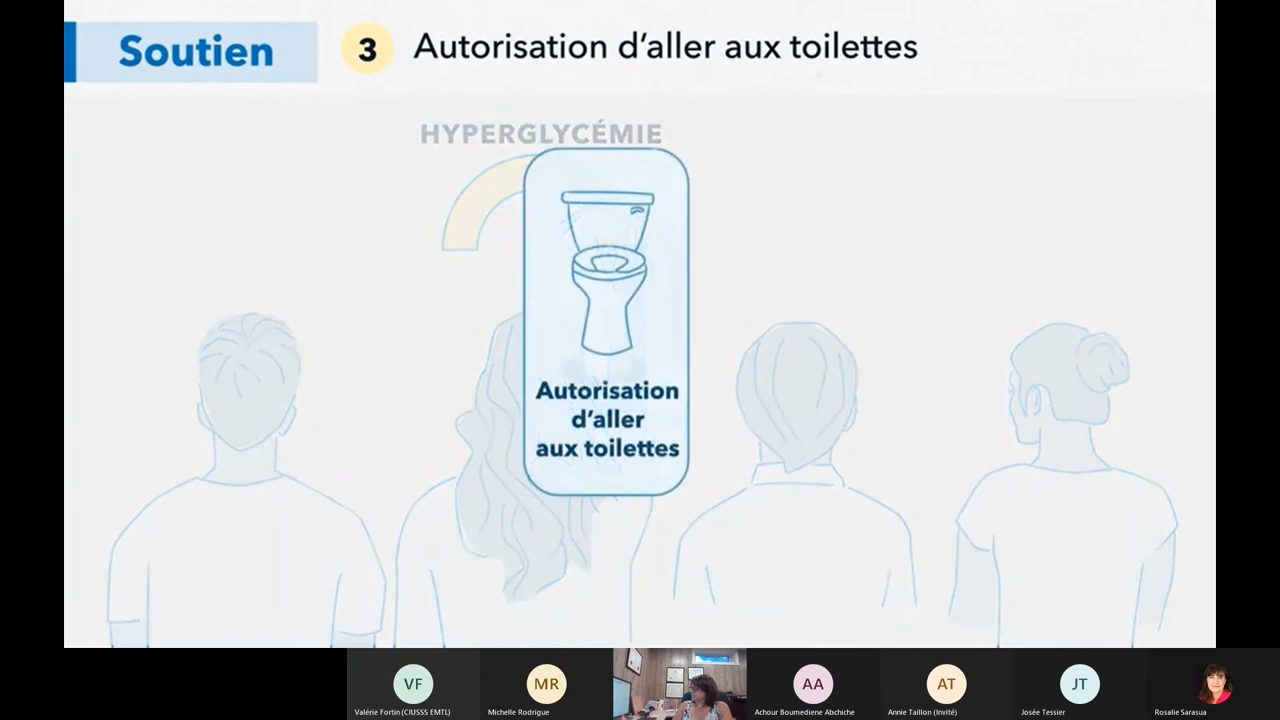 Soutien
3 Autorisation d'aller aux toilettes
HYPERGLYCÉMIE
Autorisation
d'aller
aux toilettes
VF
MR
AA
AT
JT
Valérie Fortin (CIUSSS EMTL)
Michelle Rodrigue
Achour Boumediene Abchiche
Annie Taillon (Invité)
Josée Tessier
Rosalie Sarasua